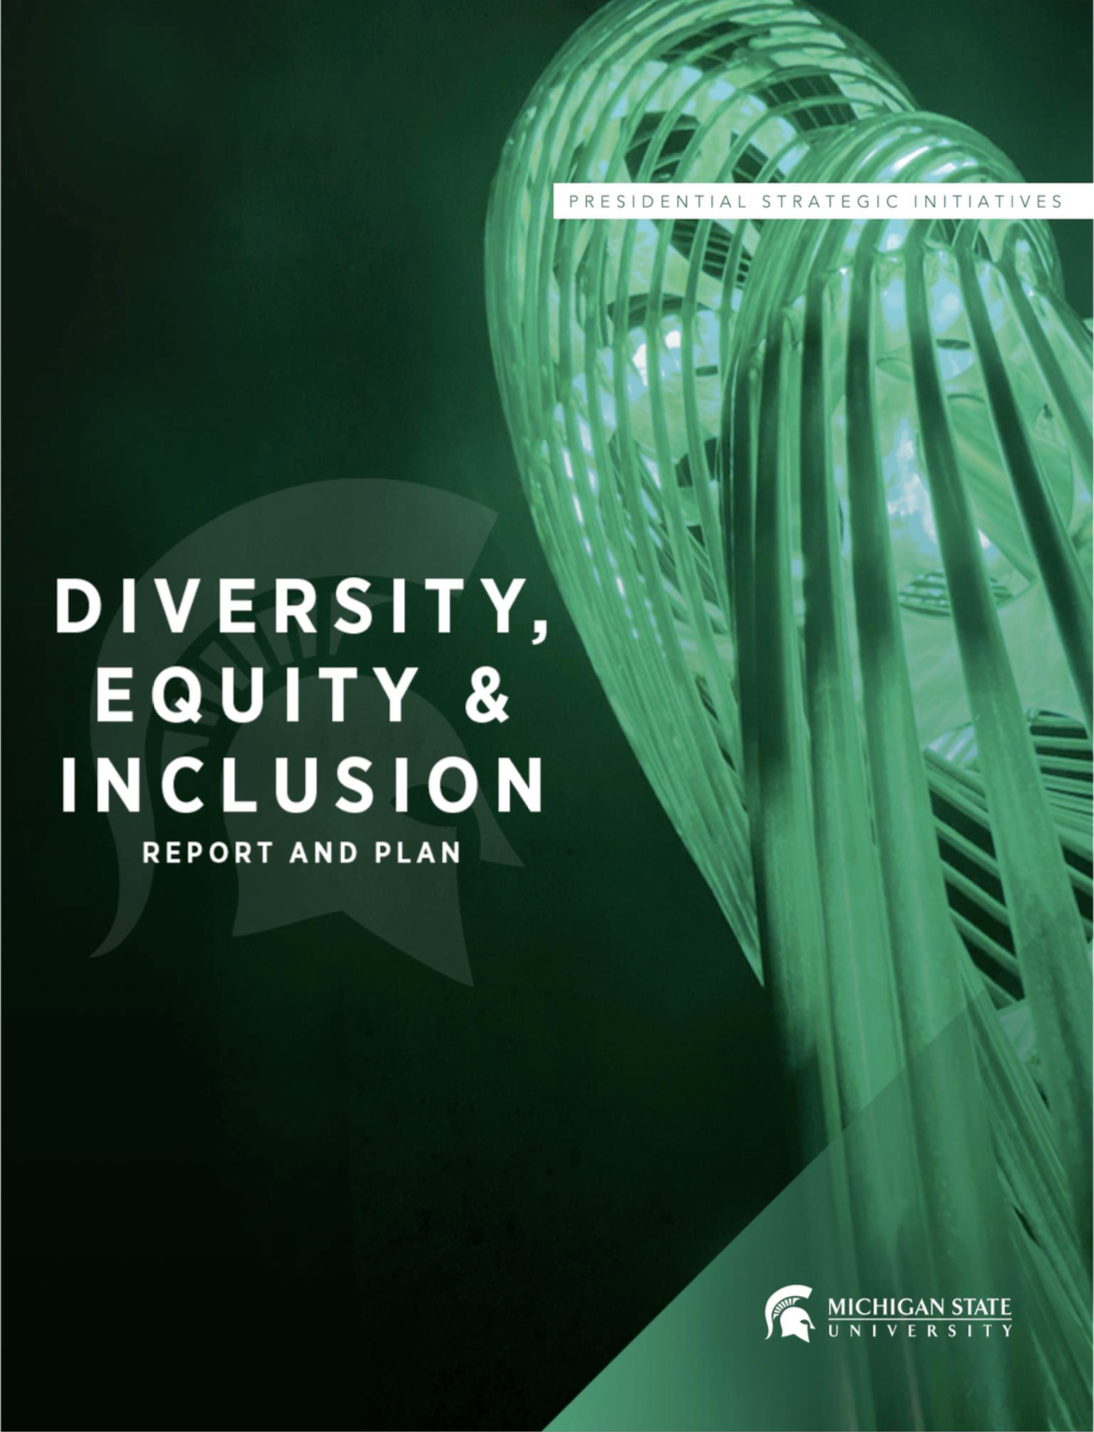 PRESIDENTIAL STRATEGIC INITIATIVES
DIVERSITY,
EQUITY &
INCLUSION
REPORT AND PLAN
MICHIGAN STATE
UNIVERSITY